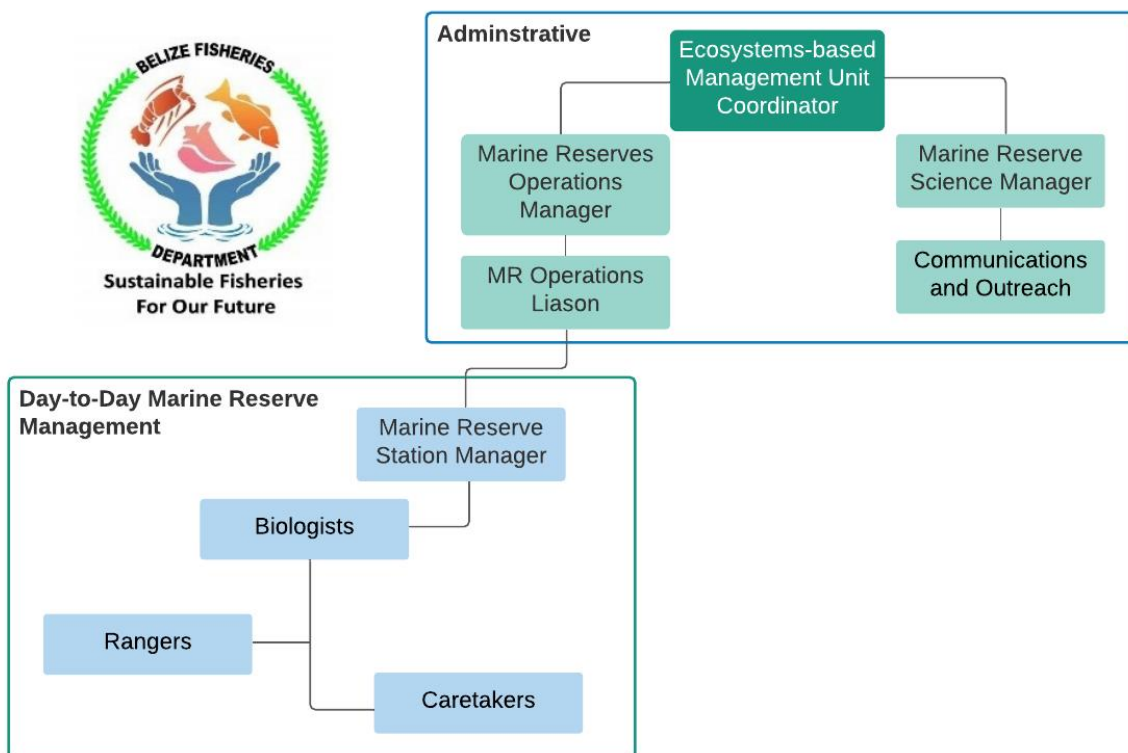 BELIZE FISHERIES
DEPARTMENT
Sustainable Fisheries
For Our Future
Adminstrative
Ecosystems-based
Management Unit
Coordinator
Marine Reserves
Operations
Manager
Marine Reserve
Science Manager
MR Operations
Liason
Communications
and Outreach
Day-to-Day Marine Reserve
Management
Marine Reserve
Station Manager
Biologists
Rangers
Caretakers